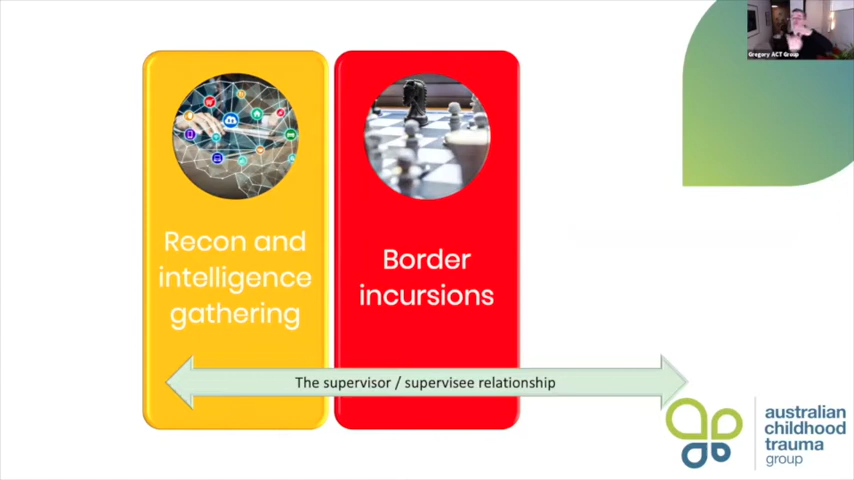 Gregory ACT Group
Recon and
intelligence
gathering
Border
incursions
The supervisor / supervisee relationship
australian
childhood
trauma
group